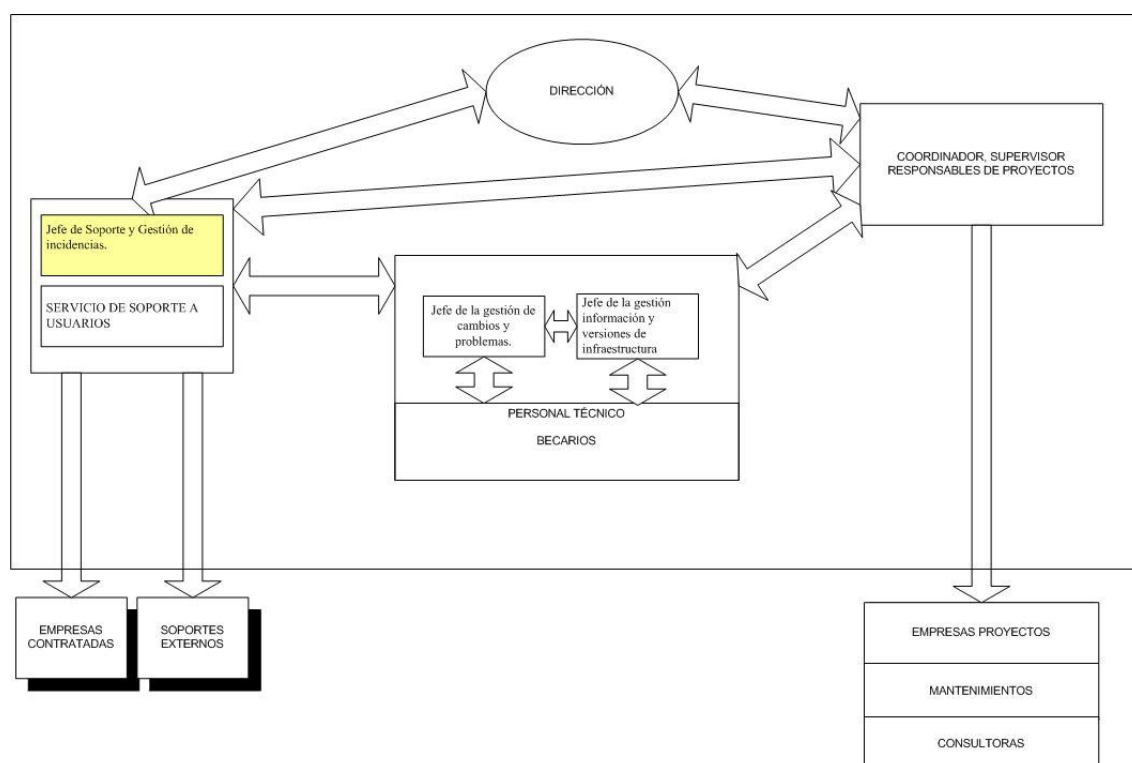 DIRECCIÓN
COORDINADOR, SUPERVISOR
RESPONSABLES DE PROYECTOS
Jefe de Soporte y Gestión de
incidencias.
SERVICIO DE SOPORTE A
USUARIOS
Jefe de la gestión de
cambios y
problemas.
Jefe de la gestión
información y
versiones de
infraestructura
PERSONAL TÉCNICO
BECARIOS
EMPRESAS
CONTRATADAS
SOPORTES
EXTERNOS
EMPRESAS PROYECTOS
MANTENIMIENTOS
CONSULTORAS